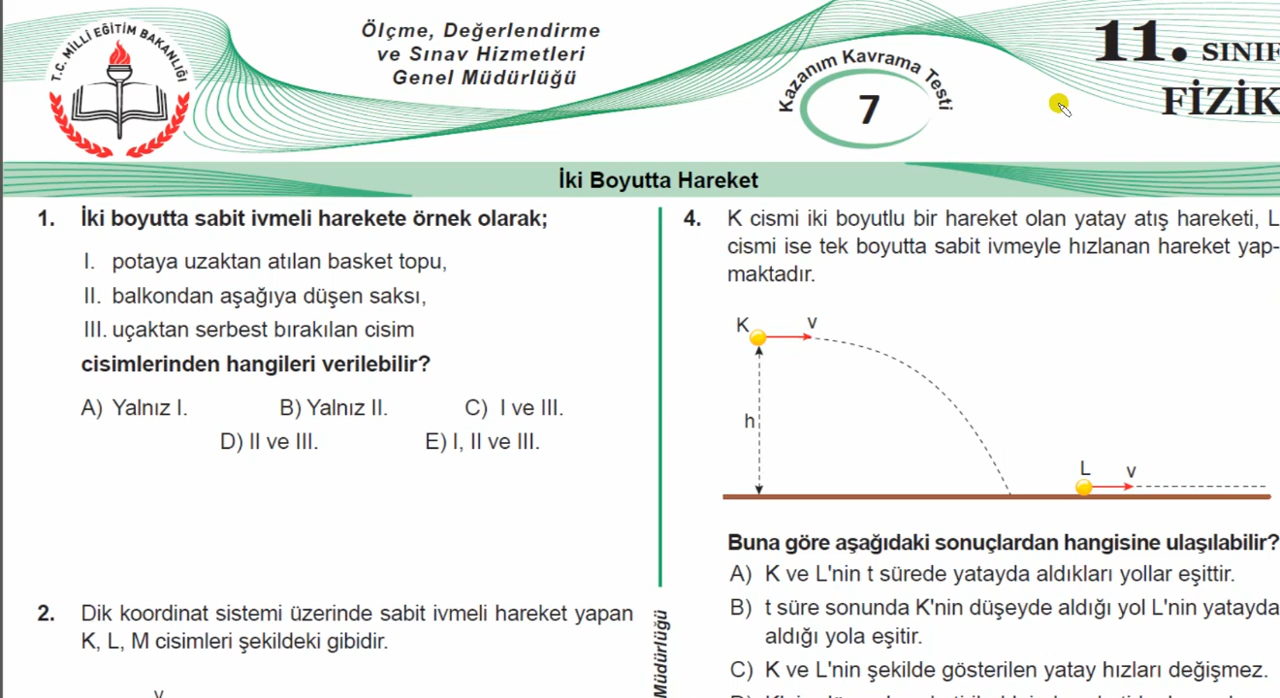 T.C. MİLLİ EĞİTİM BAKANLIĞI
Ölçme, Değerlendirme
ve Sınav Hizmetleri
Genel Müdürlüğü
Kazanım Kavrama Testi
7
11. SINIF
FİZİK
İki Boyutta Hareket
1. İki boyutta sabit ivmeli harekete örnek olarak;
I. potaya uzaktan atılan basket topu,
II. balkondan aşağıya düşen saksı,
III. uçaktan serbest bırakılan cisim
cisimlerinden hangileri verilebilir?
A) Yalnız I. B) Yalnız II. C) I ve III.
D) II ve III. E) I, II ve III.
2. Dik koordinat sistemi üzerinde sabit ivmeli hareket yapan
K, L, M cisimleri şekildeki gibidir.
Müdürlüğü
4. K cismi iki boyutlu bir hareket olan yatay atış hareketi, L
cismi ise tek boyutta sabit ivmeyle hızlanan hareket yap-
maktadır.
K v
h
L v
Buna göre aşağıdaki sonuçlardan hangisine ulaşılabilir?
A) K ve L'nin t sürede yatayda aldıkları yollar eşittir.
B) t süre sonunda K'nin düşeyde aldığı yol L'nin yatayda
aldığı yola eşitir.
C) K ve L'nin şekilde gösterilen yatay hızları değişmez.